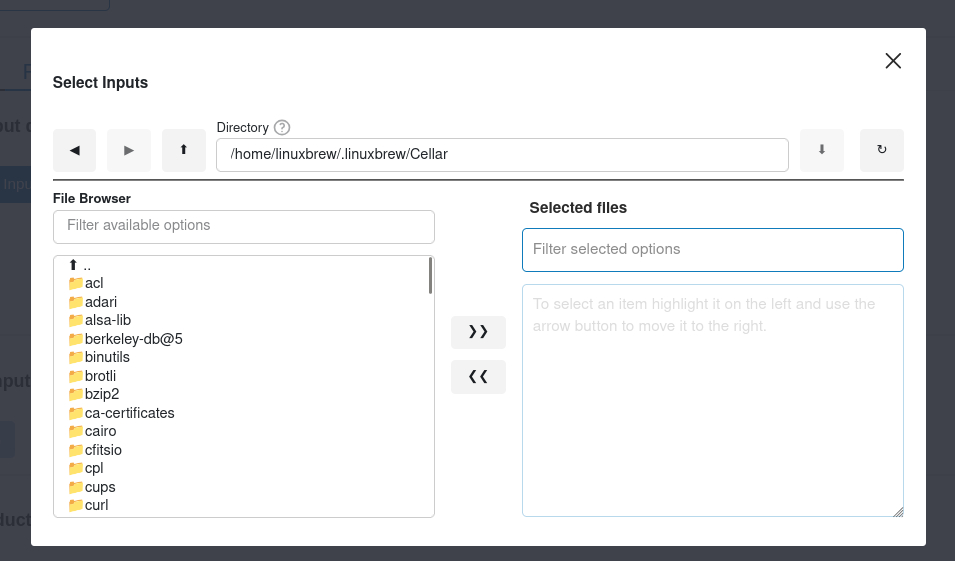 Select Inputs
Directory ?
/home/linuxbrew/.linuxbrew/Cellar
File Browser
Filter available options
..
acl
adari
alsa-lib
berkeley-db@5
binutils
brotli
bzip2
ca-certificates
cairo
cfitsio
cpl
cups
curl
❯❯
❮❮
Selected files
Filter selected options
To select an item highlight it on the left and use the
arrow button to move it to the right.